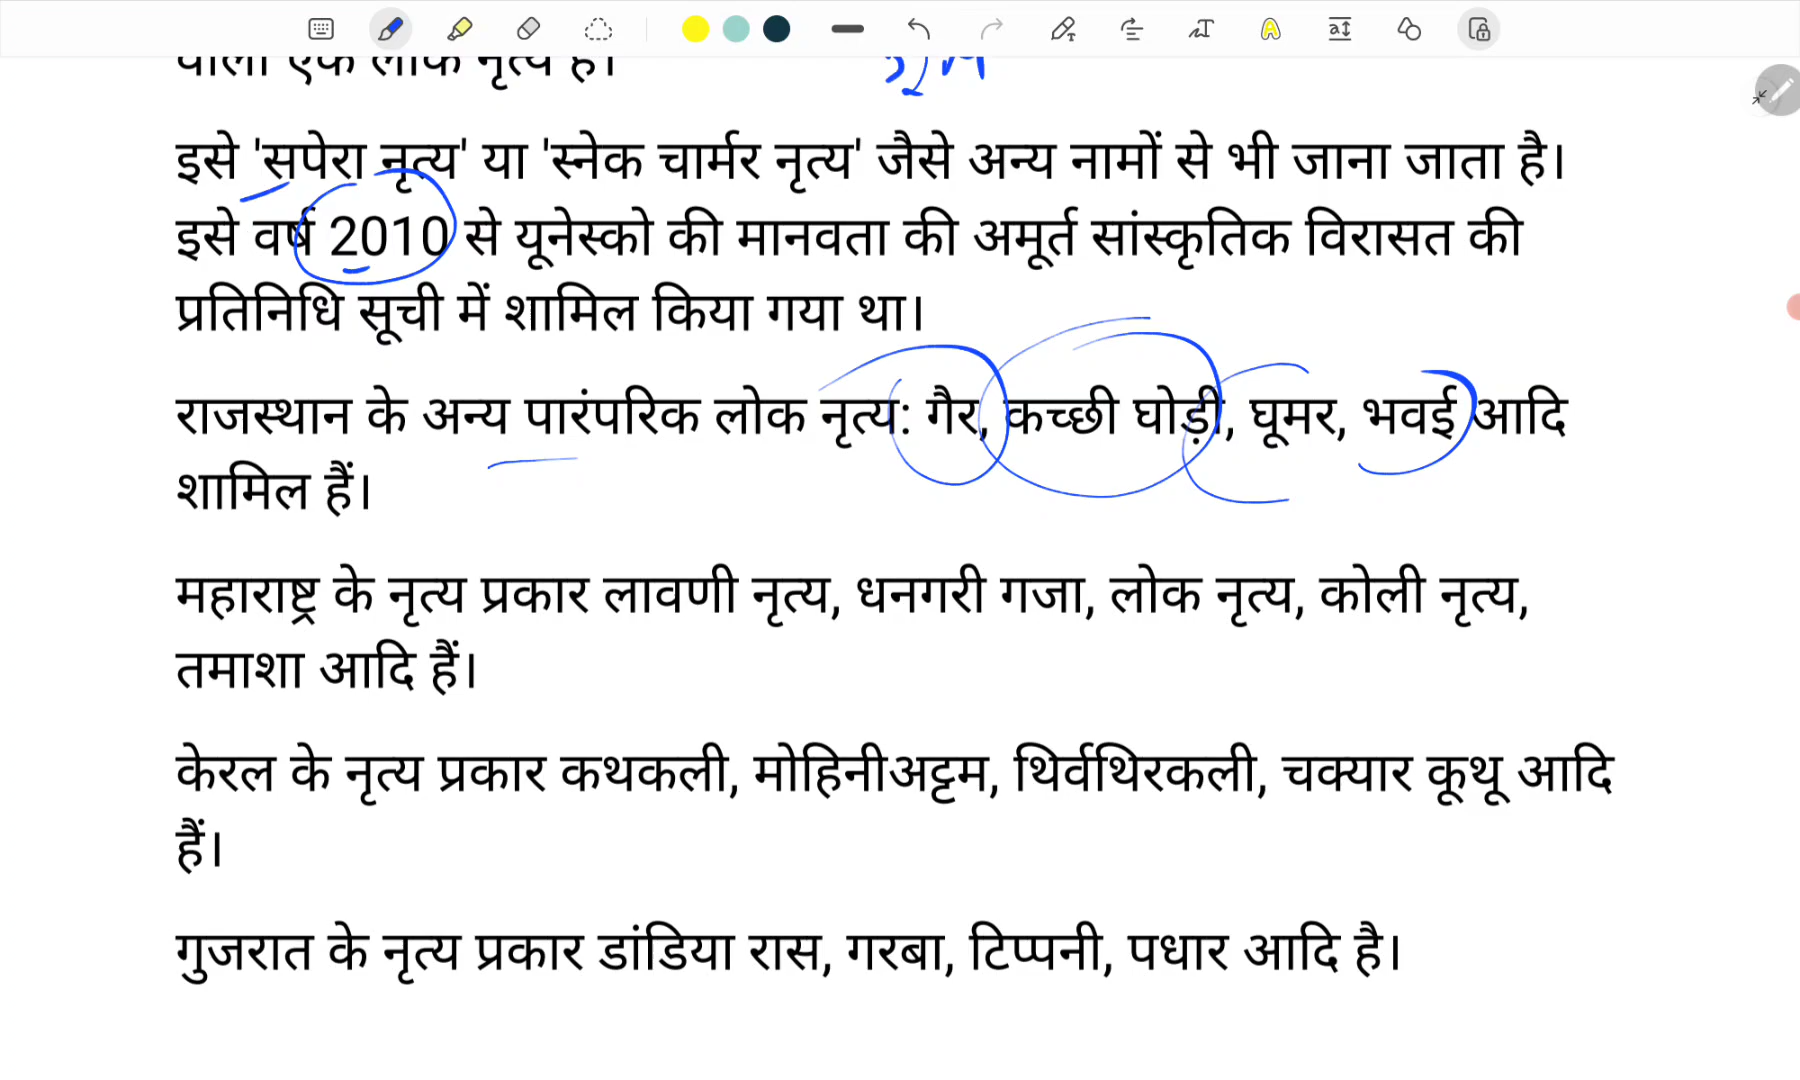 वाला एक लोक नृत्य है।
इसे 'सपेरा नृत्य' या 'स्नेक चार्मर नृत्य' जैसे अन्य नामों से भी जाना जाता है।
इसे वर्ष 2010 से यूनेस्को की मानवता की अमूर्त सांस्कृतिक विरासत की
प्रतिनिधि सूची में शामिल किया गया था।
राजस्थान के अन्य पारंपरिक लोक नृत्य: गैर, कच्छी घोड़ी, घूमर, भवई आदि
शामिल हैं।
महाराष्ट्र के नृत्य प्रकार लावणी नृत्य, धनगरी गजा, लोक नृत्य, कोली नृत्य,
तमाशा आदि हैं।
केरल के नृत्य प्रकार कथकली, मोहिनीअट्टम, थिर्वथिरकली, चक्यार कूथू आदि
हैं।
गुजरात के नृत्य प्रकार डांडिया रास, गरबा, टिप्पनी, पधार आदि है।